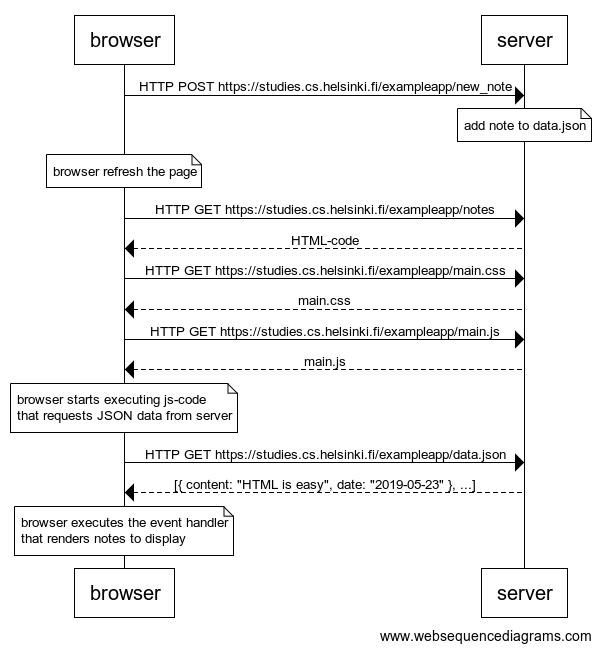 browser
server
HTTP POST https://studies.cs.helsinki.fi/exampleapp/new_note
add note to data.json
browser refresh the page
HTTP GET https://studies.cs.helsinki.fi/exampleapp/notes
HTML-code
HTTP GET https://studies.cs.helsinki.fi/exampleapp/main.css
main.css
HTTP GET https://studies.cs.helsinki.fi/exampleapp/main.js
main.js
browser starts executing js-code
that requests JSON data from server
HTTP GET https://studies.cs.helsinki.fi/exampleapp/data.json
[{ content: "HTML is easy", date: "2019-05-23" }, ...]
browser executes the event handler
that renders notes to display
browser
server
www.websequencediagrams.com